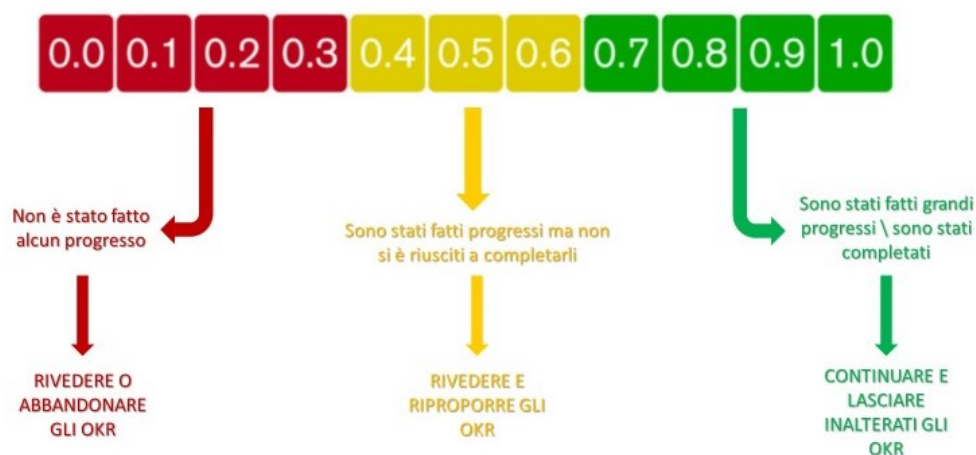 0.0 0.1 0.2 0.3 0.4 0.5 0.6 0.7 0.8 0.9 1.0
Non è stato fatto
alcun progresso
RIVEDERE O
ABBANDONARE
GLI OKR
Sono stati fatti progressi ma non
si è riusciti a completarli
RIVEDERE E
RIPROPORRE GLI
OKR
Sono stati fatti grandi
progressi \ sono stati
completati
CONTINUARE E
LASCIARE
INALTERATI GLI
OKR